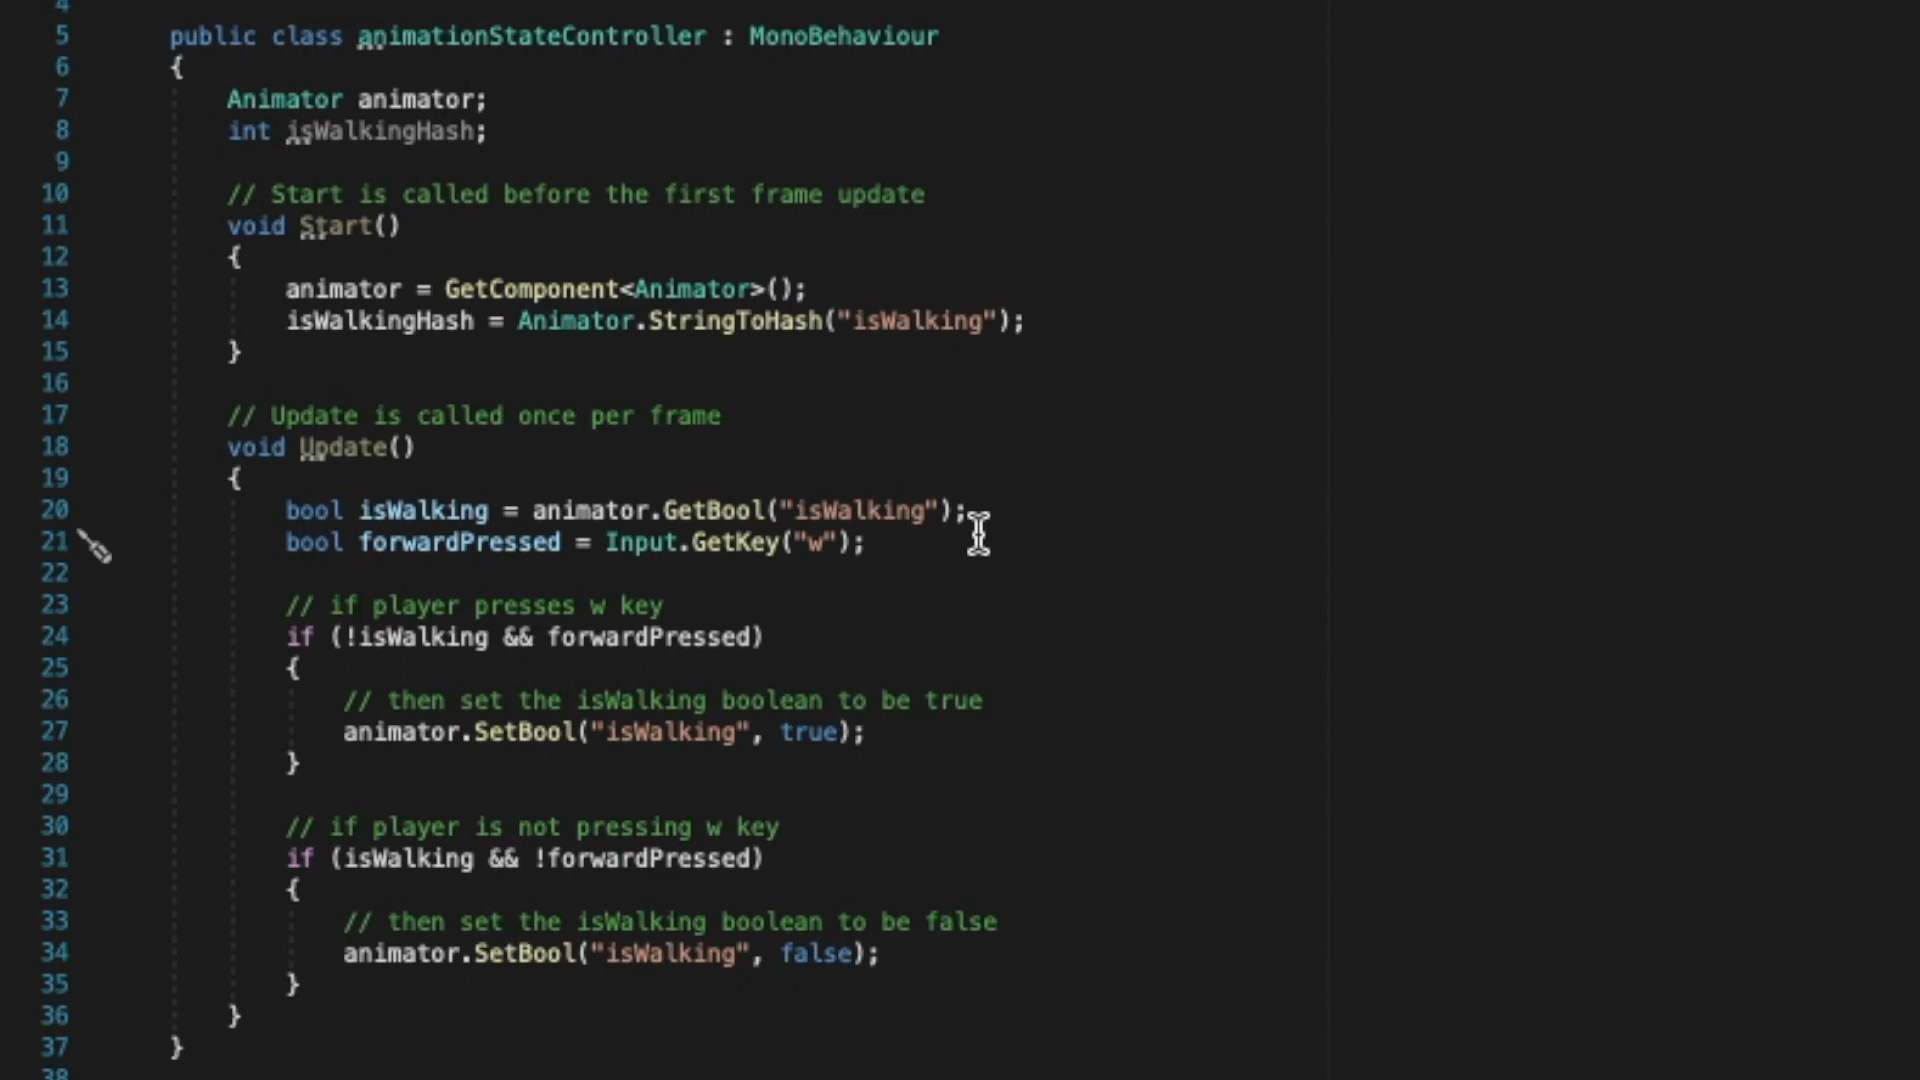 4
5 public class animationStateController : MonoBehaviour
6 {
7 Animator animator;
8 int isWalkingHash;
9
10 // Start is called before the first frame update
11 void Start()
12 {
13 animator = GetComponent<Animator>();
14 isWalkingHash = Animator.StringToHash("isWalking");
15 }
16
17 // Update is called once per frame
18 void Update()
19 {
20 bool isWalking = animator.GetBool("isWalking");
21 bool forwardPressed = Input.GetKey("w");
22
23 // if player presses w key
24 if (!isWalking && forwardPressed)
25 {
26 // then set the isWalking boolean to be true
27 animator.SetBool("isWalking", true);
28 }
29
30 // if player is not pressing w key
31 if (isWalking && !forwardPressed)
32 {
33 // then set the isWalking boolean to be false
34 animator.SetBool("isWalking", false);
35 }
36 }
37 }
38